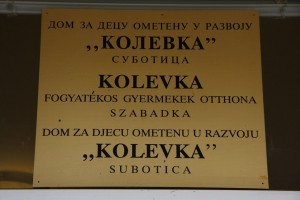 ДОМ ЗА ДЕЦУ ОМЕТЕНУ У РАЗВОЈУ
„КОЛЕВКА”
СУБОТИЦА
KOLEVKA
FOGYATÉKOS GYERMEKEK OTTHONA
SZABADKA
DOM ZA DJECU OMETENU U RAZVOJU
„KOLEVKA”
SUBOTICA